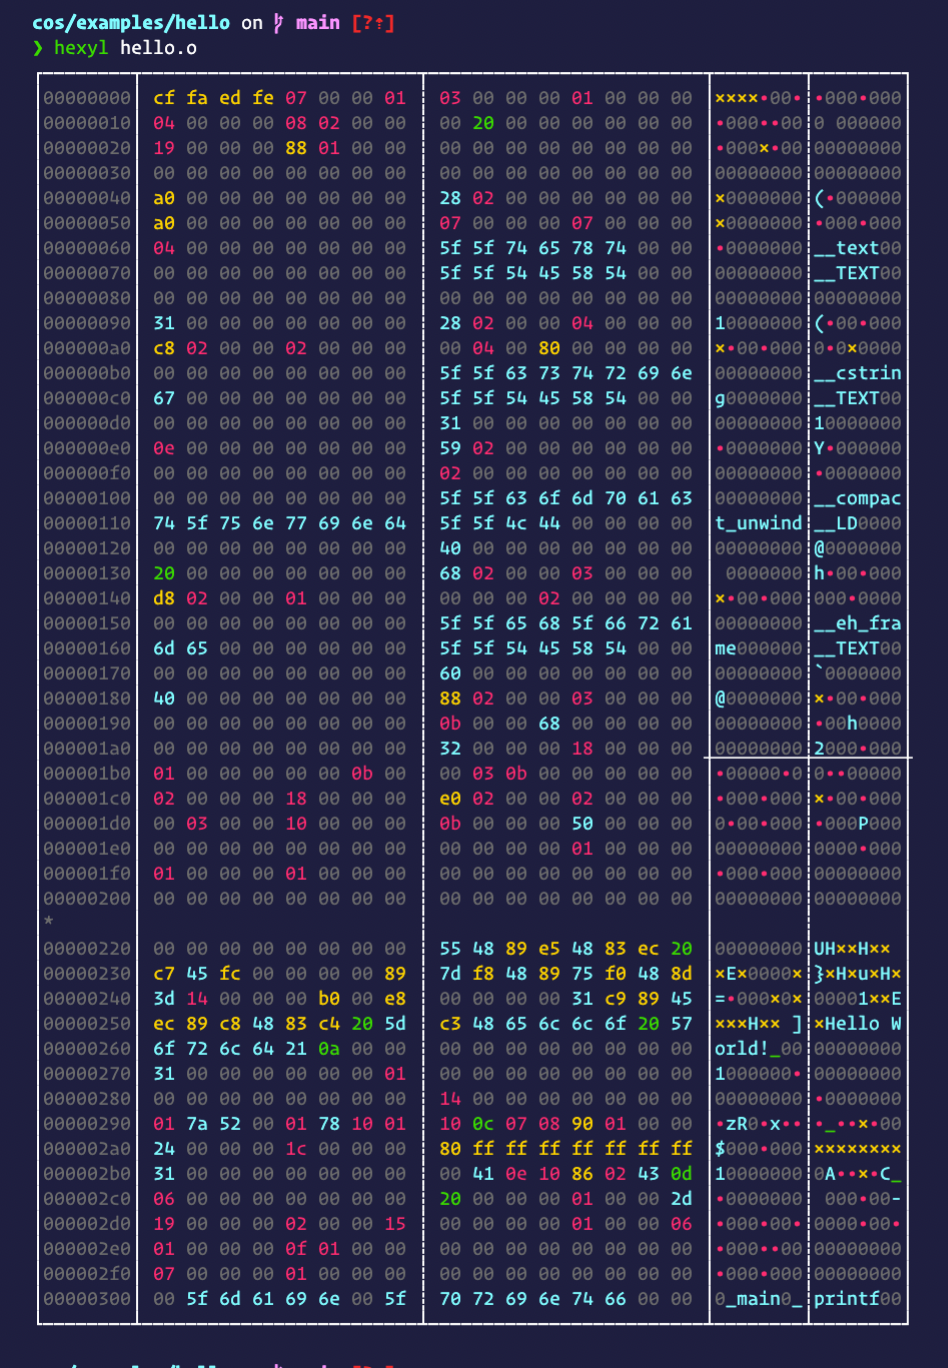 cos/examples/hello on main [?⇡]
❯ hexyl hello.o
00000000 cf fa ed fe 07 00 00 01 03 00 00 00 01 00 00 00 ××××•00• •000•000
00000010 04 00 00 00 08 02 00 00 00 20 00 00 00 00 00 00 •000••00 0 000000
00000020 19 00 00 00 88 01 00 00 00 00 00 00 00 00 00 00 •000×•00 00000000
00000030 00 00 00 00 00 00 00 00 00 00 00 00 00 00 00 00 00000000 00000000
00000040 a0 00 00 00 00 00 00 00 28 02 00 00 00 00 00 00 ×0000000 (•000000
00000050 a0 00 00 00 00 00 00 00 07 00 00 00 07 00 00 00 ×0000000 •000•000
00000060 04 00 00 00 00 00 00 00 5f 5f 74 65 78 74 00 00 •0000000 __text00
00000070 00 00 00 00 00 00 00 00 5f 5f 54 45 58 54 00 00 00000000 __TEXT00
00000080 00 00 00 00 00 00 00 00 00 00 00 00 00 00 00 00 00000000 00000000
00000090 31 00 00 00 00 00 00 00 28 02 00 00 04 00 00 00 10000000 (•00•000
000000a0 c8 02 00 00 02 00 00 00 00 04 00 80 00 00 00 00 ו00•000 0•0×0000
000000b0 00 00 00 00 00 00 00 00 5f 5f 63 73 74 72 69 6e 00000000 __cstrin
000000c0 67 00 00 00 00 00 00 00 5f 5f 54 45 58 54 00 00 g0000000 __TEXT00
000000d0 00 00 00 00 00 00 00 00 31 00 00 00 00 00 00 00 00000000 10000000
000000e0 0e 00 00 00 00 00 00 00 59 02 00 00 00 00 00 00 •0000000 Y•000000
000000f0 00 00 00 00 00 00 00 00 02 00 00 00 00 00 00 00 00000000 •0000000
00000100 00 00 00 00 00 00 00 00 5f 5f 63 6f 6d 70 61 63 00000000 __compac
00000110 74 5f 75 6e 77 69 6e 64 5f 5f 4c 44 00 00 00 00 t_unwind __LD0000
00000120 00 00 00 00 00 00 00 00 40 00 00 00 00 00 00 00 00000000 @0000000
00000130 20 00 00 00 00 00 00 00 68 02 00 00 03 00 00 00  0000000 h•00•000
00000140 d8 02 00 00 01 00 00 00 00 00 00 02 00 00 00 00 ו00•000 000•0000
00000150 00 00 00 00 00 00 00 00 5f 5f 65 68 5f 66 72 61 00000000 __eh_fra
00000160 6d 65 00 00 00 00 00 00 5f 5f 54 45 58 54 00 00 me000000 __TEXT00
00000170 00 00 00 00 00 00 00 00 60 00 00 00 00 00 00 00 00000000 `0000000
00000180 40 00 00 00 00 00 00 00 88 02 00 00 03 00 00 00 @0000000 ו00•000
00000190 00 00 00 00 00 00 00 00 0b 00 00 68 00 00 00 00 00000000 •00h0000
000001a0 00 00 00 00 00 00 00 00 32 00 00 00 18 00 00 00 00000000 2000•000
000001b0 01 00 00 00 00 00 0b 00 00 03 0b 00 00 00 00 00 •00000•0 0••00000
000001c0 02 00 00 00 18 00 00 00 e0 02 00 00 02 00 00 00 •000•000 ו00•000
000001d0 00 03 00 00 10 00 00 00 0b 00 00 00 50 00 00 00 0•00•000 •000P000
000001e0 00 00 00 00 00 00 00 00 00 00 00 00 01 00 00 00 00000000 0000•000
000001f0 01 00 00 00 01 00 00 00 00 00 00 00 00 00 00 00 •000•000 00000000
00000200 00 00 00 00 00 00 00 00 00 00 00 00 00 00 00 00 00000000 00000000
*
00000220 00 00 00 00 00 00 00 00 55 48 89 e5 48 83 ec 20 00000000 UH××H××
00000230 c7 45 fc 00 00 00 00 89 7d f8 48 89 75 f0 48 8d ×E×0000× }×H×u×H×
00000240 3d 14 00 00 00 b0 00 e8 00 00 00 00 31 c9 89 45 =•000×0× 00001××E
00000250 ec 89 c8 48 83 c4 20 5d c3 48 65 6c 6c 6f 20 57 ×××H×× ] ×Hello W
00000260 6f 72 6c 64 21 0a 00 00 00 00 00 00 00 00 00 00 orld!_00 00000000
00000270 31 00 00 00 00 00 00 01 00 00 00 00 00 00 00 00 1000000• 00000000
00000280 00 00 00 00 00 00 00 00 14 00 00 00 00 00 00 00 00000000 •0000000
00000290 01 7a 52 00 01 78 10 01 10 0c 07 08 90 01 00 00 •zR0•x•• •_••ו00
000002a0 24 00 00 00 1c 00 00 00 80 ff ff ff ff ff ff ff $000•000 ××××××××
000002b0 31 00 00 00 00 00 00 00 00 41 0e 10 86 02 43 0d 10000000 0A••וC_
000002c0 06 00 00 00 00 00 00 00 20 00 00 00 01 00 00 2d •0000000  000•00-
000002d0 19 00 00 00 02 00 00 15 00 00 00 00 01 00 00 06 •000•00• 0000•00•
000002e0 01 00 00 00 0f 01 00 00 00 00 00 00 00 00 00 00 •000••00 00000000
000002f0 07 00 00 00 01 00 00 00 00 00 00 00 00 00 00 00 •000•000 00000000
00000300 00 5f 6d 61 69 6e 00 5f 70 72 69 6e 74 66 00 00 0_main0_ printf00